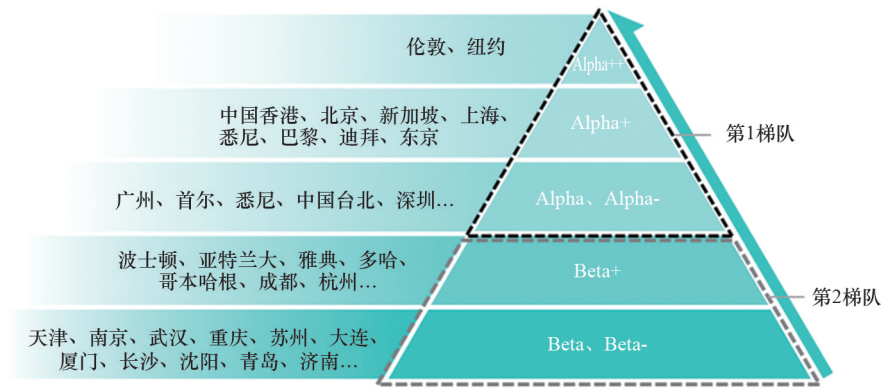 伦敦、纽约
Alpha++
中国香港、北京、新加坡、上海、
悉尼、巴黎、迪拜、东京
Alpha+
第1梯队
广州、首尔、悉尼、中国台北、深圳...
Alpha、Alpha-
波士顿、亚特兰大、雅典、多哈、
哥本哈根、成都、杭州...
Beta+
第2梯队
天津、南京、武汉、重庆、苏州、大连、
厦门、长沙、沈阳、青岛、济南...
Beta、Beta-